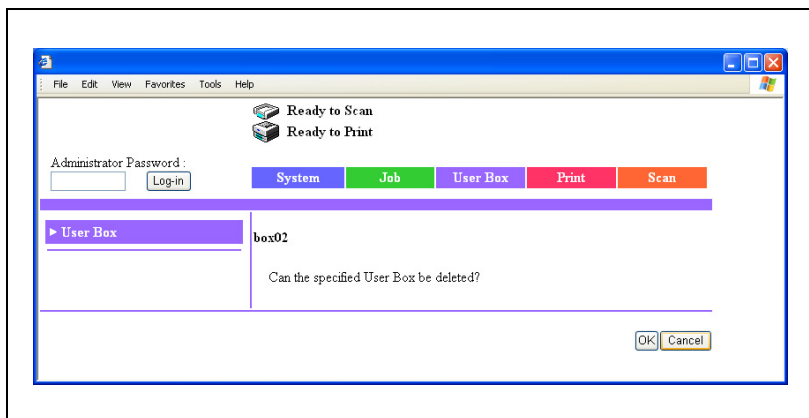 File Edit View Favorites Tools Help
Ready to Scan
Ready to Print
Administrator Password :
Log-in
System Job User Box Print Scan
User Box
box02
Can the specified User Box be deleted?
OK Cancel